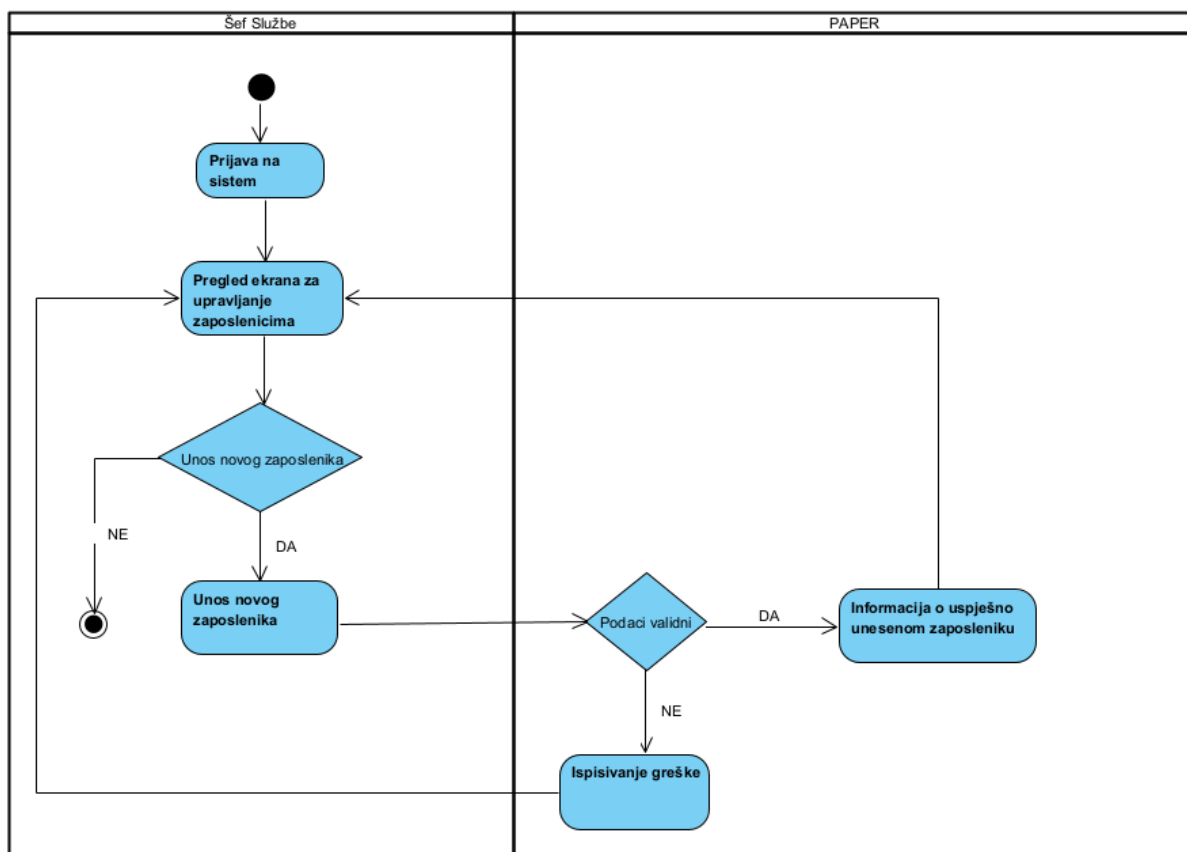 Šef Službe
PAPER
Prijava na
sistem
Pregled ekrana za
upravljanje
zaposlenicima
Unos novog zaposlenika
NE
DA
Unos novog
zaposlenika
Podaci validni
DA
Informacija o uspješno
unesenom zaposleniku
NE
Ispisivanje greške